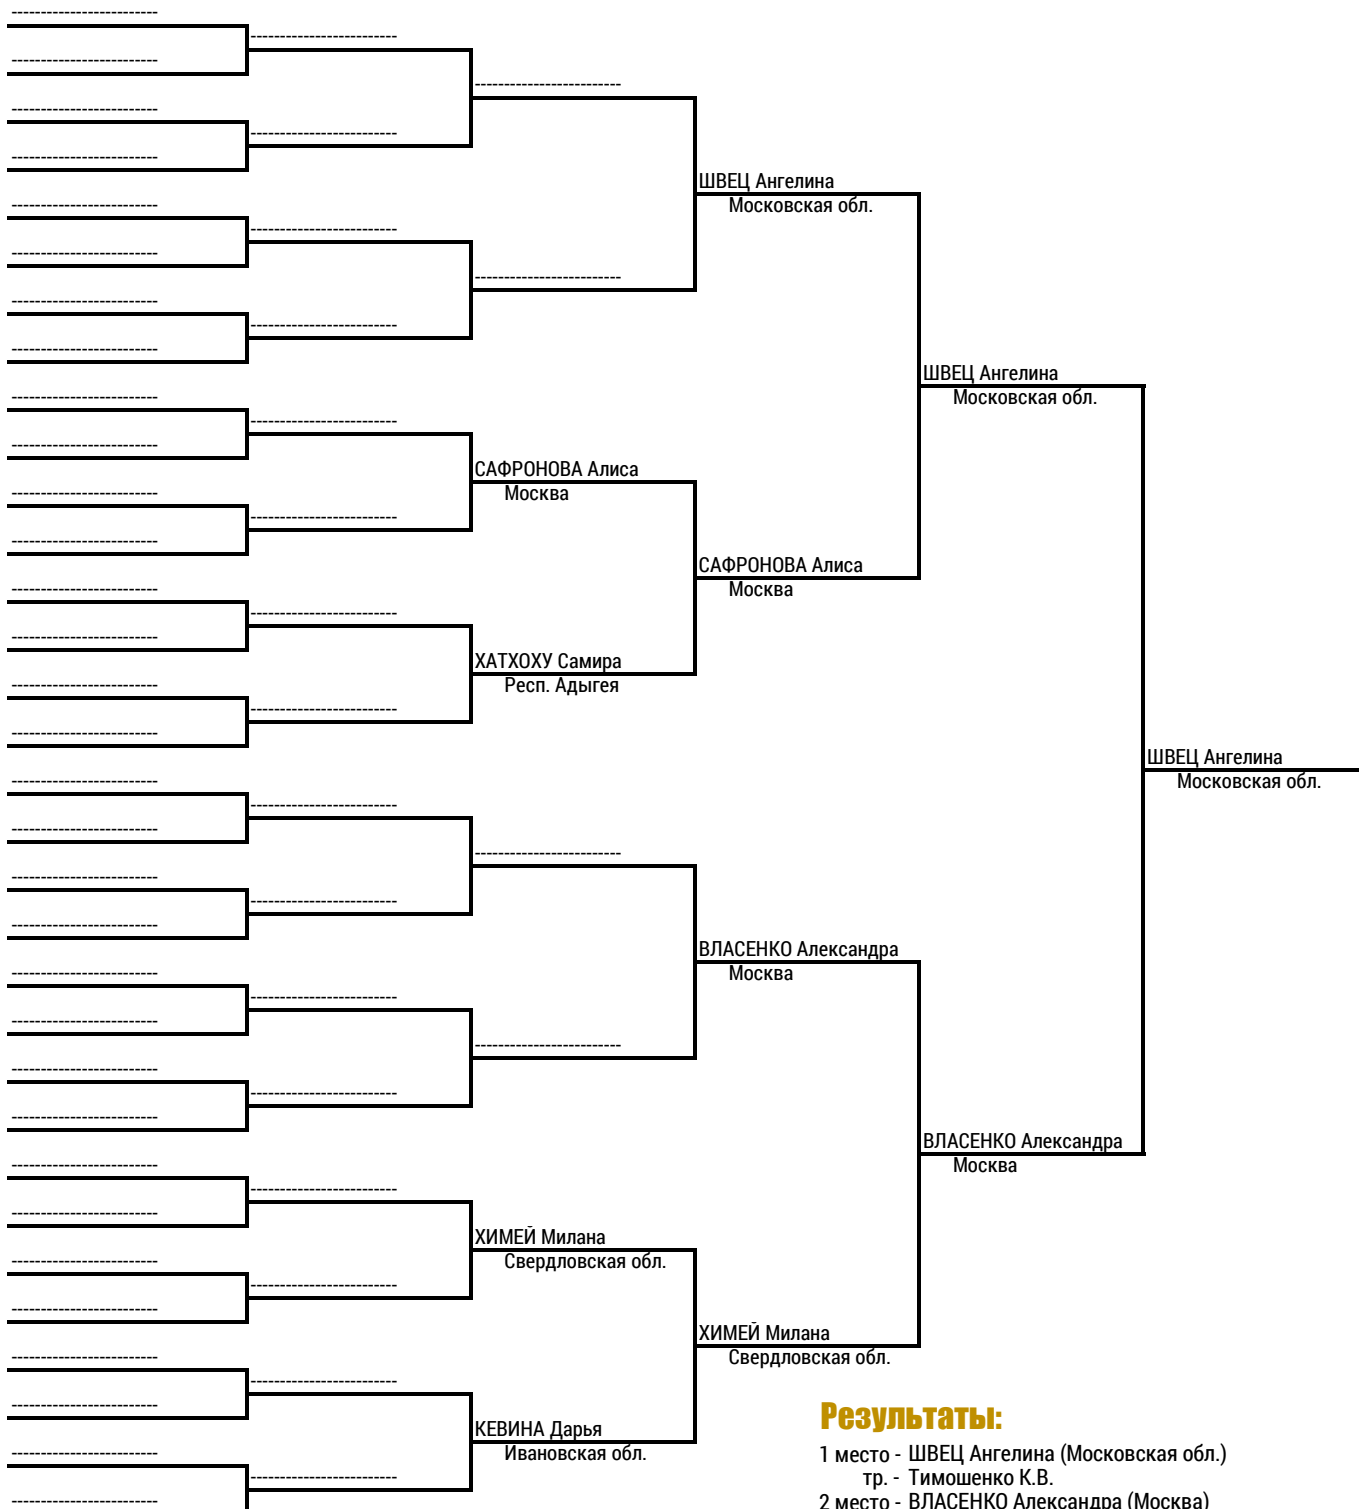 ШВЕЦ Ангелина
Московская обл.
ШВЕЦ Ангелина
Московская обл.
САФРОНОВА Алиса
Москва
САФРОНОВА Алиса
Москва
ХАТХОХУ Самира
Респ. Адыгея
ШВЕЦ Ангелина
Московская обл.
ВЛАСЕНКО Александра
Москва
ВЛАСЕНКО Александра
Москва
ХИМЕЙ Милана
Свердловская обл.
ХИМЕЙ Милана
Свердловская обл.
КЕВИНА Дарья
Ивановская обл.
Результаты:
1 место - ШВЕЦ Ангелина (Московская обл.)
тр. - Тимошенко К.В.
2 место - ВЛАСЕНКО Александра (Москва)